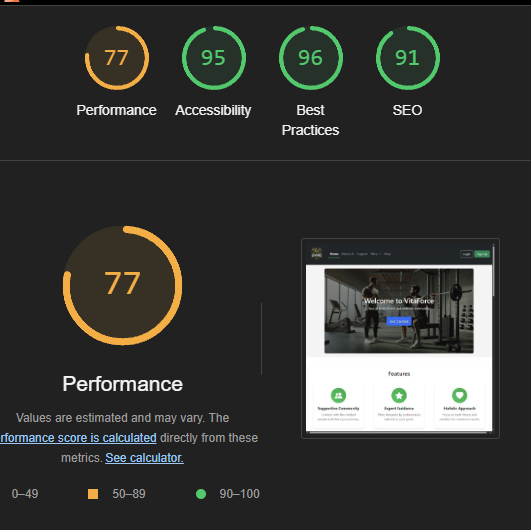 77
95
96
91
Performance
Accessibility
Best
Practices
SEO
77
Performance
Values are estimated and may vary. The
rformance score is calculated directly from these
metrics. See calculator.
0–49
50–89
90–100
Home
Welcome to VitaForce
Features
Supportive Community
Expert Guidance
Holistic Approach